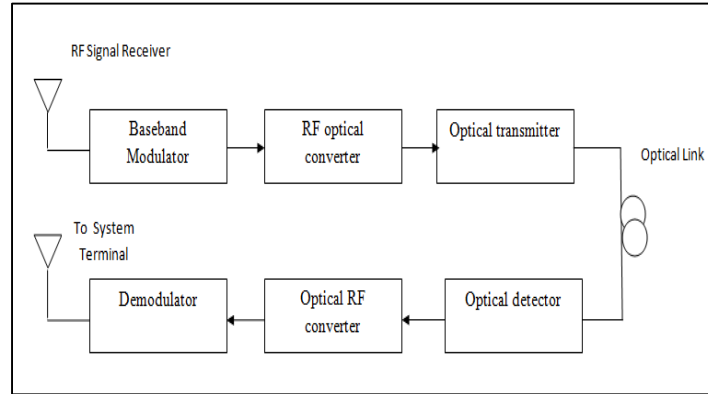 RF Signal Receiver
Baseband
Modulator
RF optical
converter
Optical transmitter
Optical Link
To System
Terminal
Demodulator
Optical RF
converter
Optical detector